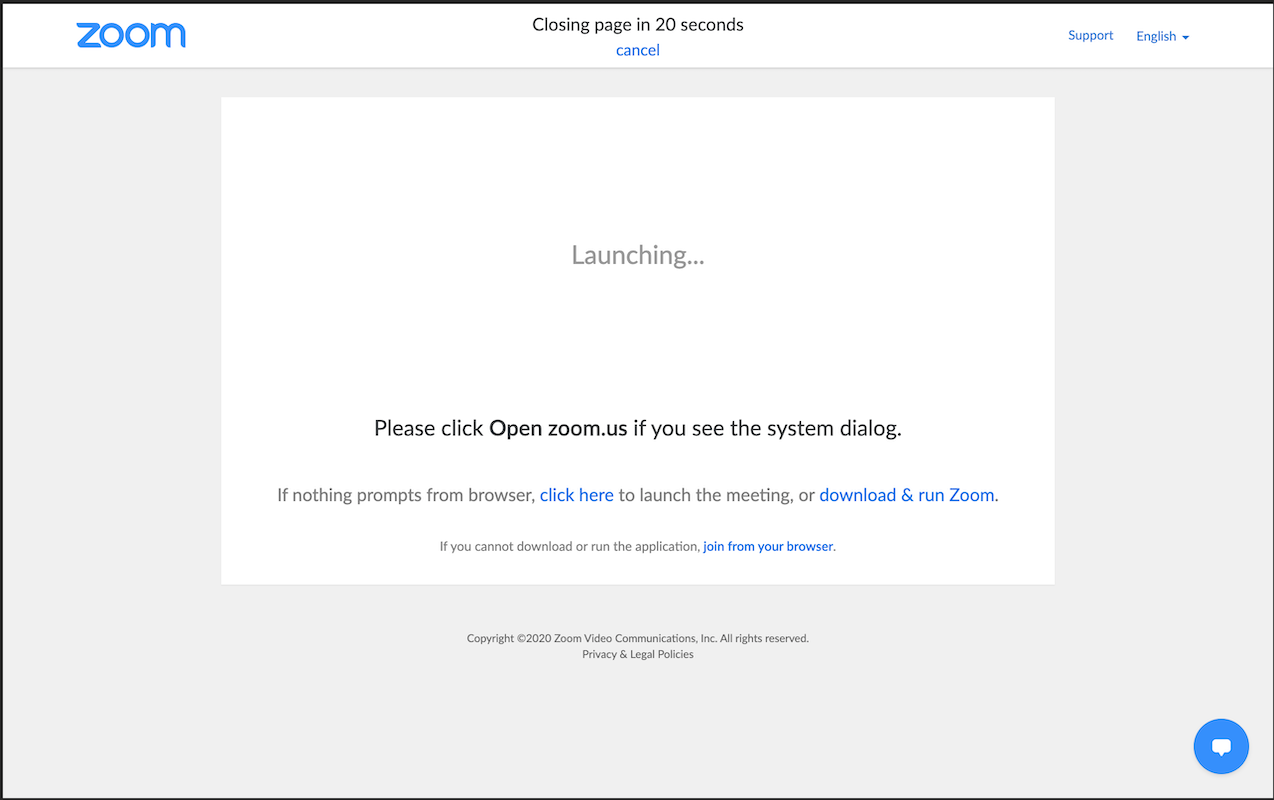 zoom
Closing page in 20 seconds
cancel
Support
English
Launching...
Please click Open zoom.us if you see the system dialog.
If nothing prompts from browser, click here to launch the meeting, or download & run Zoom.
If you cannot download or run the application, join from your browser.
Copyright ©2020 Zoom Video Communications, Inc. All rights reserved.
Privacy & Legal Policies